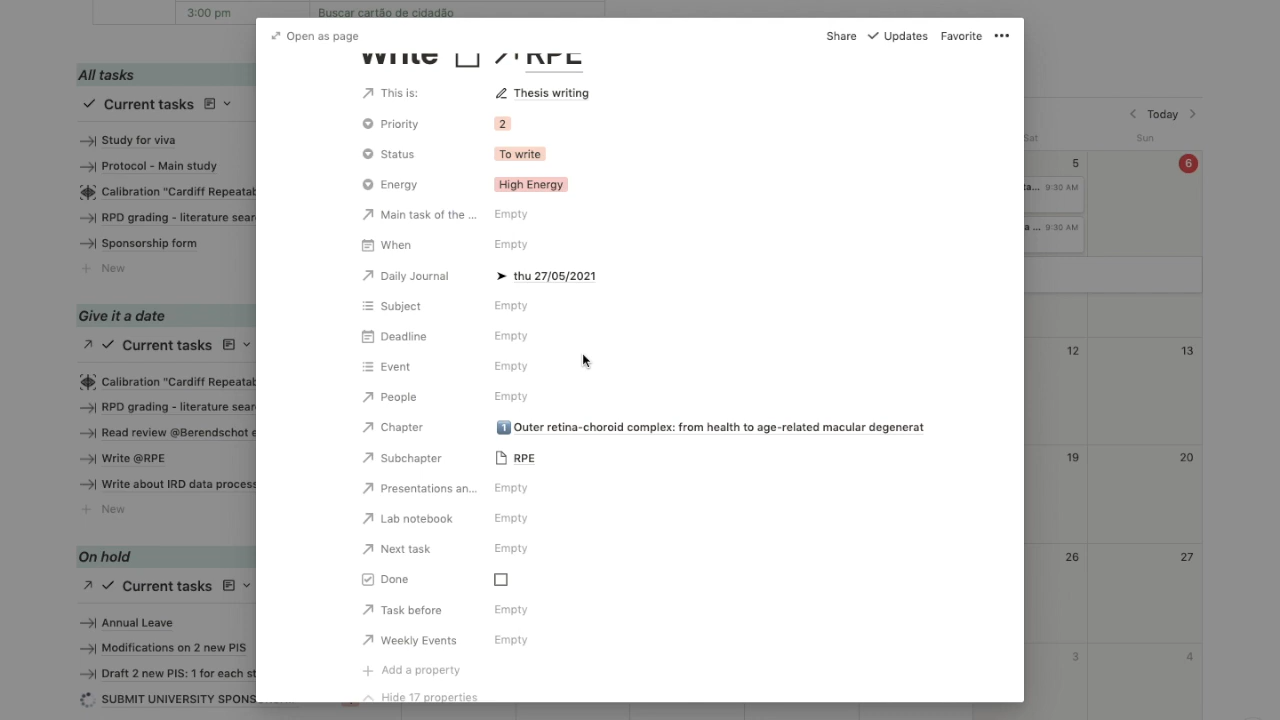 3:00 pm Buscar cartão de cidadão
Open as page
Share Updates Favorite •••
Write RPE
This is: Thesis writing
Priority 2
Status To write
Energy High Energy
Main task of the ... Empty
When Empty
Daily Journal thu 27/05/2021
Subject Empty
Deadline Empty
Event Empty
People Empty
Chapter 1 Outer retina-choroid complex: from health to age-related macular degenerat
Subchapter RPE
Presentations an... Empty
Lab notebook Empty
Next task Empty
Done
Task before Empty
Weekly Events Empty
Add a property
Hide 17 properties
All tasks
Current tasks
Study for viva
Protocol - Main study
Calibration "Cardiff Repeatab
RPD grading - literature sear
Sponsorship form
New
Give it a date
Current tasks
Calibration "Cardiff Repeatab
RPD grading - literature sear
Read review @Berendschot e
Write @RPE
Write about IRD data process
New
On hold
Current tasks
Annual Leave
Modifications on 2 new PIS
Draft 2 new PIS: 1 for each st
SUBMIT UNIVERSITY SPONS
Today
Sat Sun
5 6
ta... 9:30 AM
a ... 9:30 AM
12 13
19 20
26 27
3 4